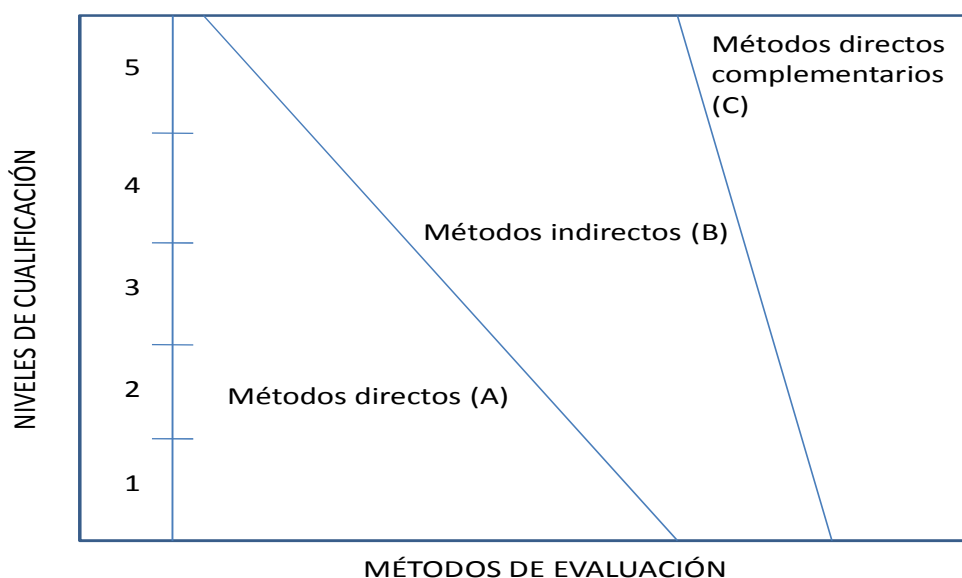 Métodos directos
complementarios
(C)
5
4
Métodos indirectos (B)
3
Métodos directos (A)
2
1
NIVELES DE CUALIFICACIÓN
MÉTODOS DE EVALUACIÓN